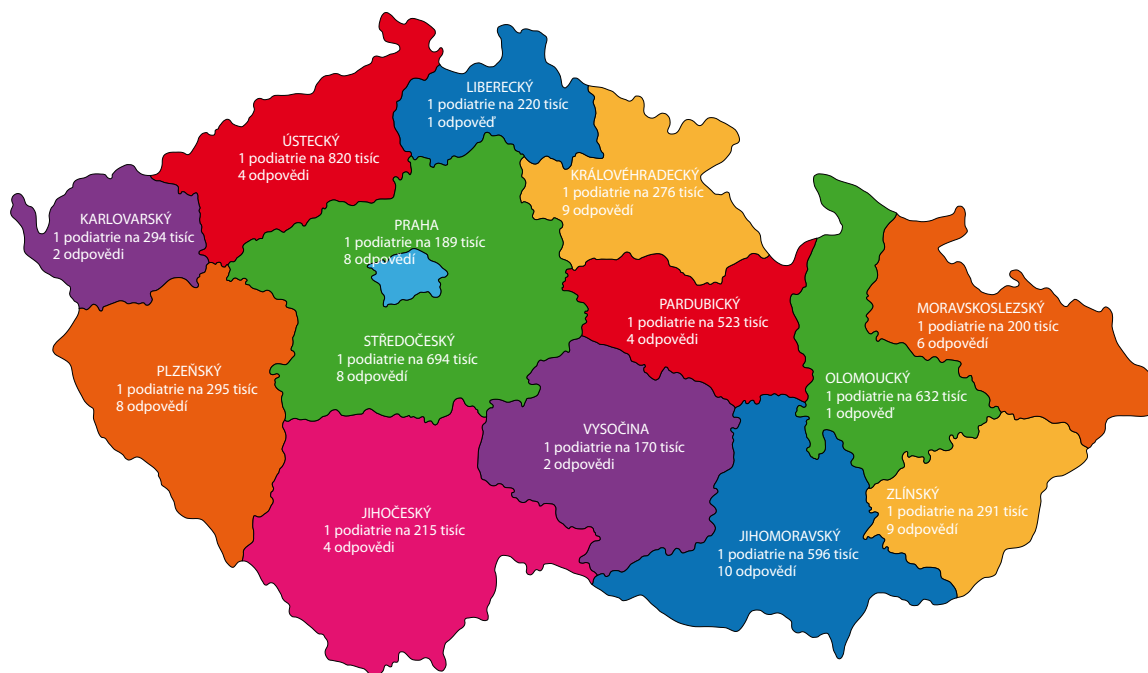 LIBERECKÝ
1 podiatrie na 220 tisíc
1 odpověď
ÚSTECKÝ
1 podiatrie na 820 tisíc
4 odpovědi
KRÁLOVÉHRADECKÝ
1 podiatrie na 276 tisíc
9 odpovědí
KARLOVARSKÝ
1 podiatrie na 294 tisíc
2 odpovědi
PRAHA
1 podiatrie na 189 tisíc
8 odpovědí
PARDUBICKÝ
1 podiatrie na 523 tisíc
4 odpovědi
MORAVSKOSLEZSKÝ
1 podiatrie na 200 tisíc
6 odpovědí
STŘEDOČESKÝ
1 podiatrie na 694 tisíc
8 odpovědí
PLZEŇSKÝ
1 podiatrie na 295 tisíc
8 odpovědí
OLOMOUCKÝ
1 podiatrie na 632 tisíc
1 odpověď
VYSOČINA
1 podiatrie na 170 tisíc
2 odpovědi
ZLÍNSKÝ
1 podiatrie na 291 tisíc
9 odpovědí
JIHOČESKÝ
1 podiatrie na 215 tisíc
4 odpovědi
JIHOMORAVSKÝ
1 podiatrie na 596 tisíc
10 odpovědí